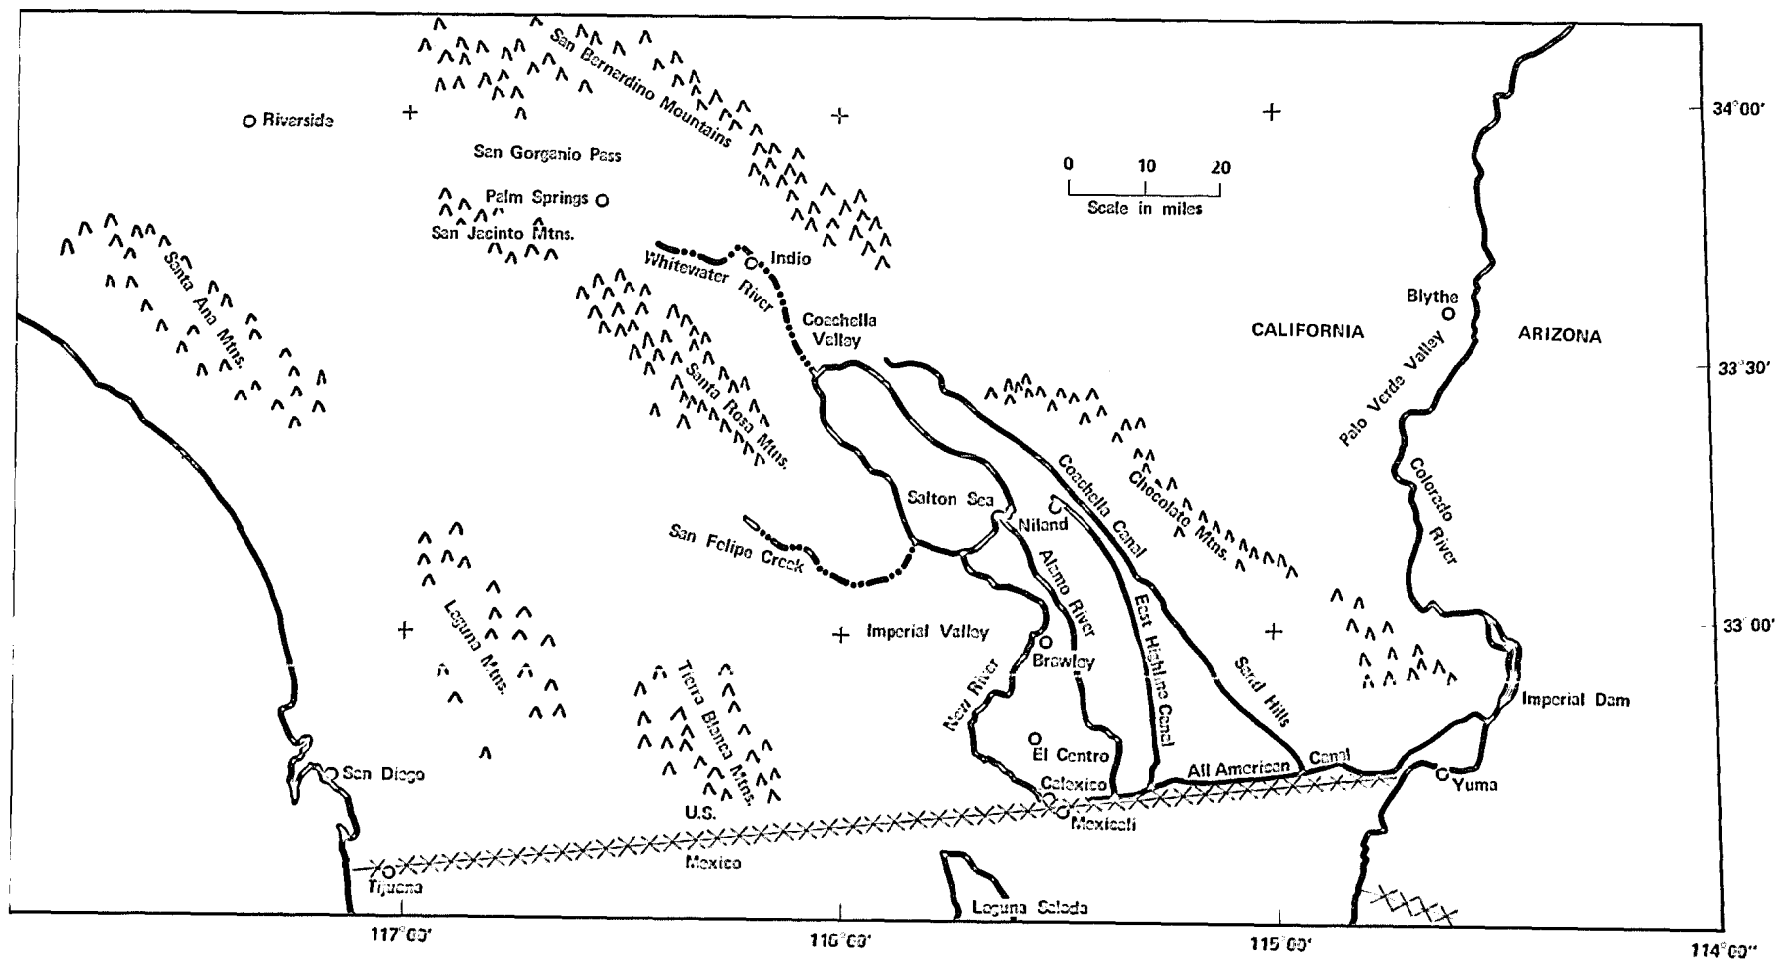 San Bernardino Mountains
Riverside
34°00'
San Gorganio Pass
0 10 20
Scale in miles
Palm Springs
San Jacinto Mtns.
Santa Ana Mtns.
Whitewater River
Indio
Coachella
Valley
Blythe
CALIFORNIA
ARIZONA
Palo Verde Valley
33°30'
Santa Rosa Mtns.
Coachella Canal
Chocolate Mtns.
Colorado River
Salton Sea
Niland
San Felipe Creek
Alamo River
East Highline Canal
Laguna Mtns.
Imperial Valley
33°00'
Brawley
New River
Sand Hills
Tierra Blanca Mtns.
Imperial Dam
El Centro
San Diego
All American Canal
Calexico
Yuma
U.S.
Mexicali
Mexico
Tijuana
Laguna Salada
117°00'
116°00'
115°00'
114°00''